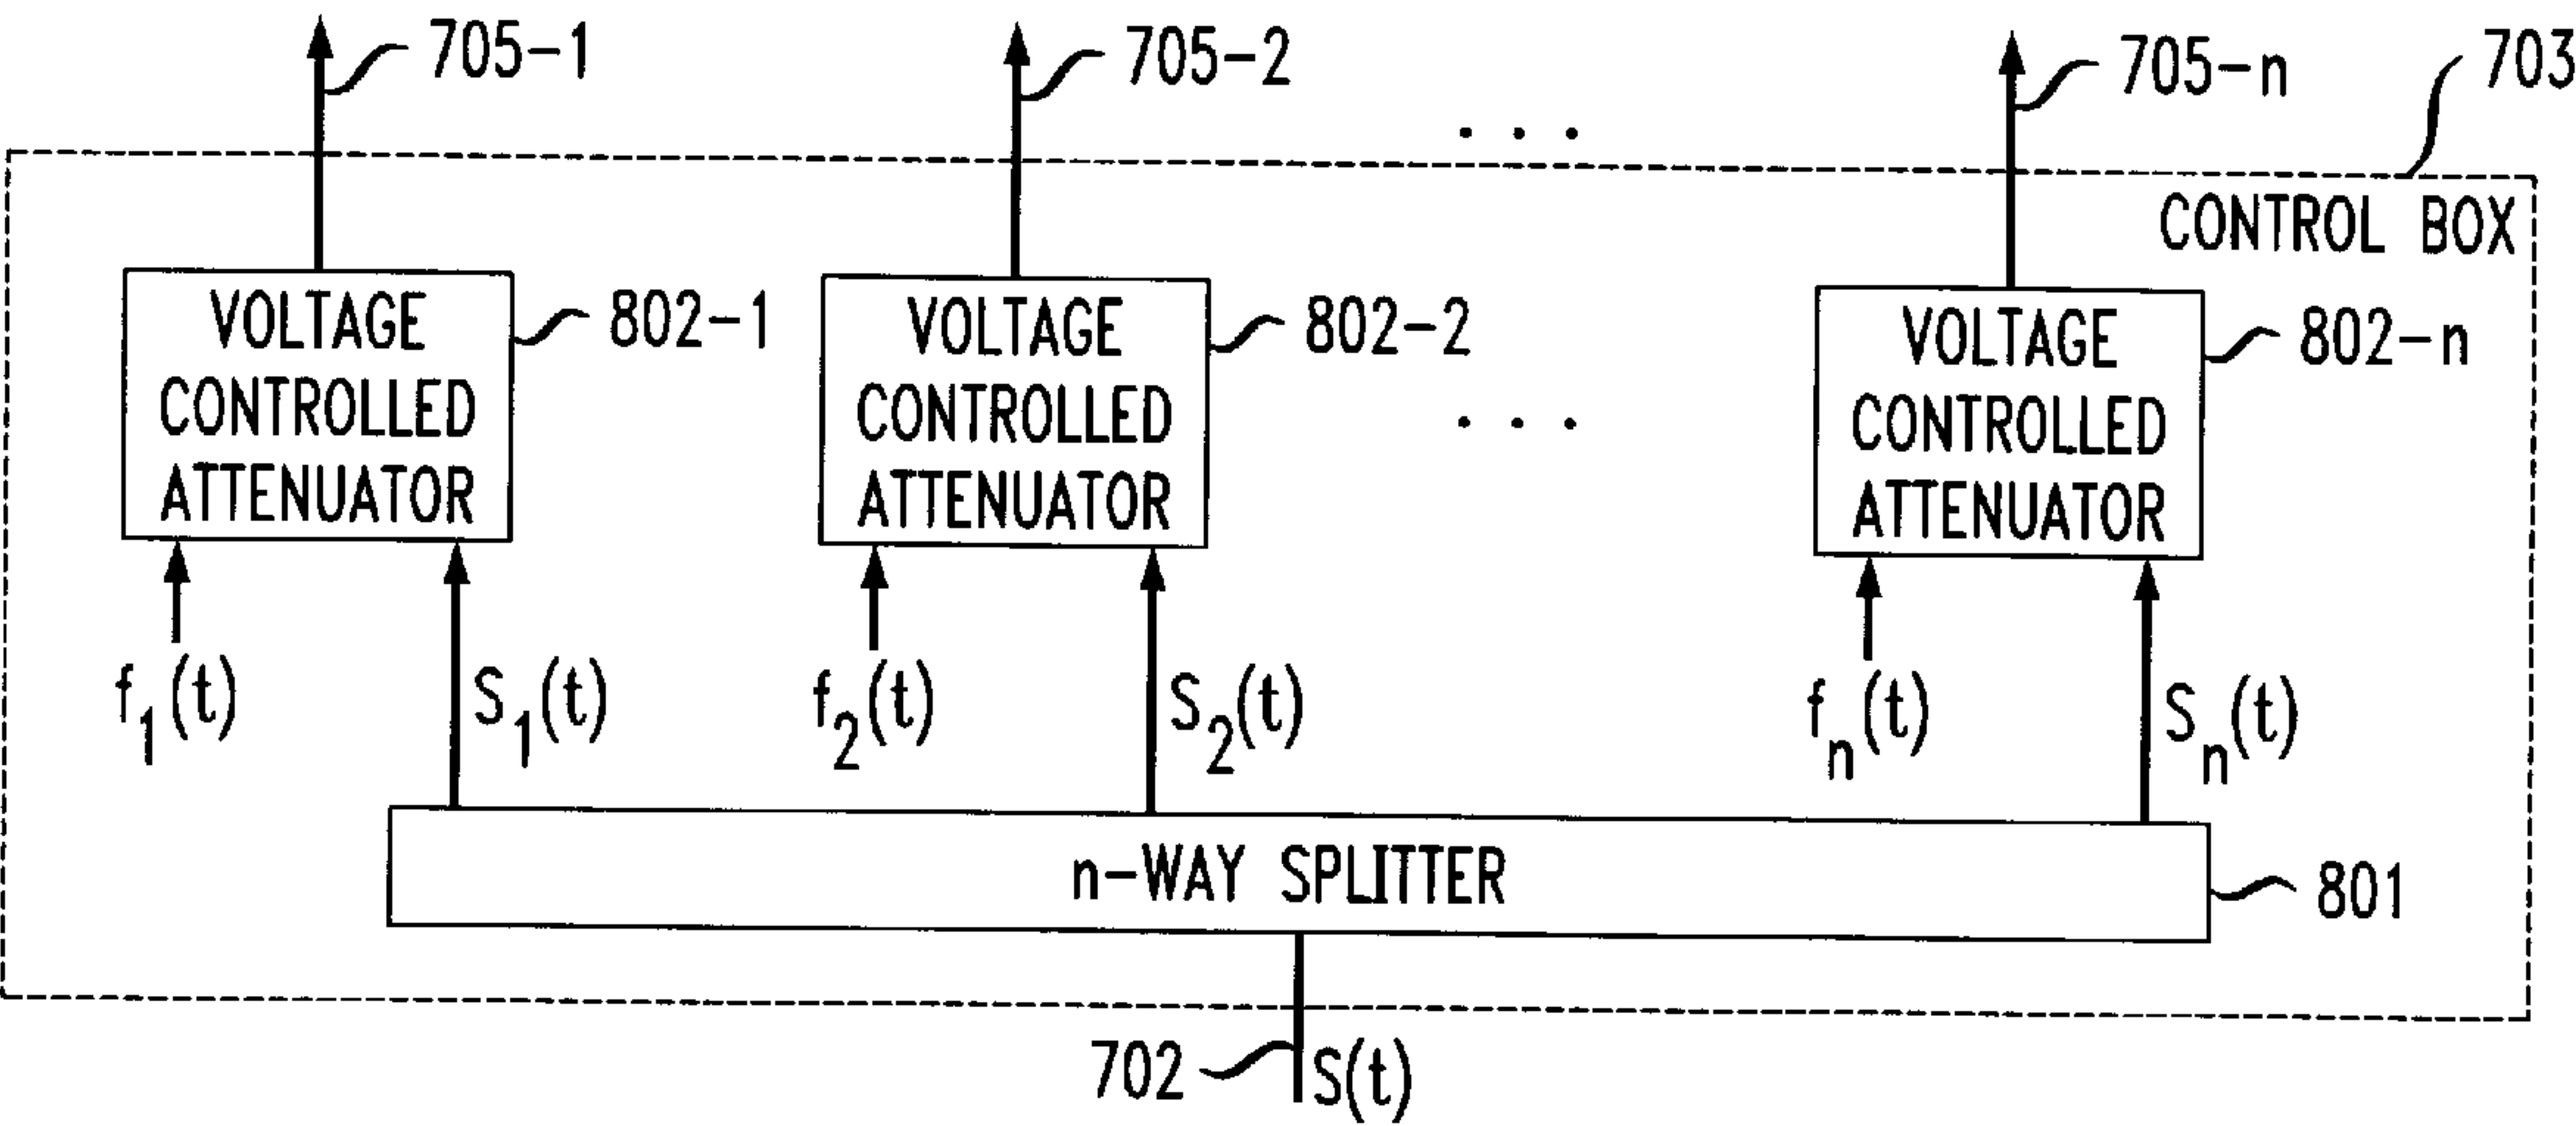 705-1
705-2
705-n
703
. . .
CONTROL BOX
VOLTAGE
CONTROLLED
ATTENUATOR
802-1
VOLTAGE
CONTROLLED
ATTENUATOR
802-2
. . .
VOLTAGE
CONTROLLED
ATTENUATOR
802-n
f1(t)
S1(t)
f2(t)
S2(t)
fn(t)
Sn(t)
n-WAY SPLITTER
801
702
S(t)